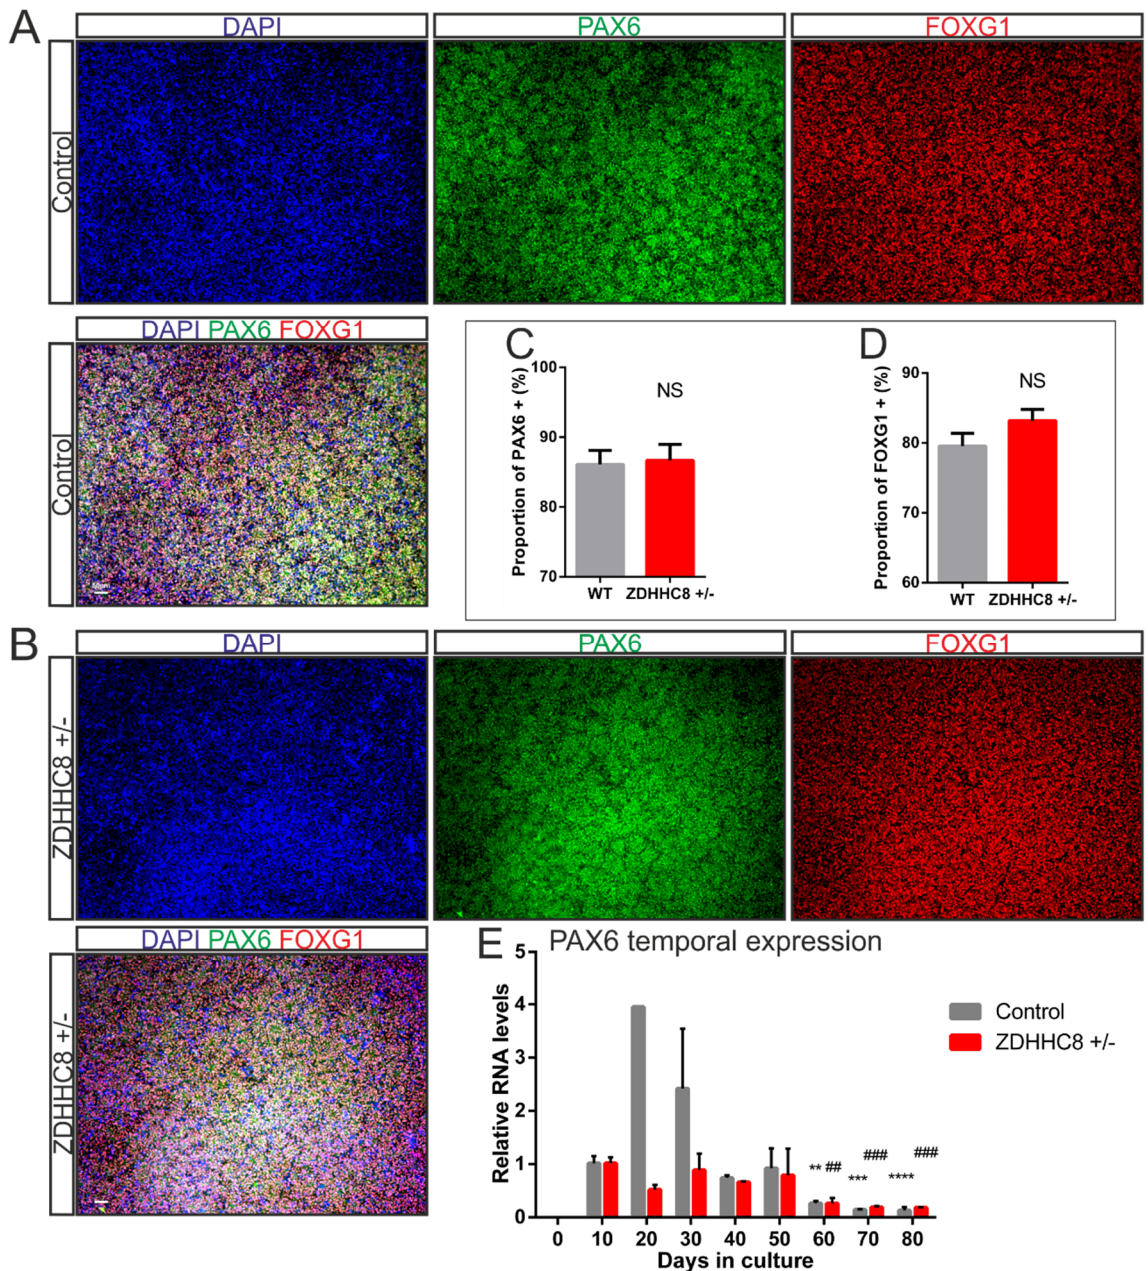 A
DAPI
PAX6
FOXG1
Control
DAPI PAX6 FOXG1
Control
C
Proportion of PAX6 + (%)
100
90
80
70
NS
WT
ZDHHC8 +/-
D
Proportion of FOXG1 + (%)
90
80
70
60
NS
WT
ZDHHC8 +/-
B
DAPI
PAX6
FOXG1
ZDHHC8 +/-
DAPI PAX6 FOXG1
ZDHHC8 +/-
E
PAX6 temporal expression
Relative RNA levels
5
4
3
2
1
0
Control
ZDHHC8 +/-
** ##
*** ###
**** ###
0 10 20 30 40 50 60 70 80
Days in culture